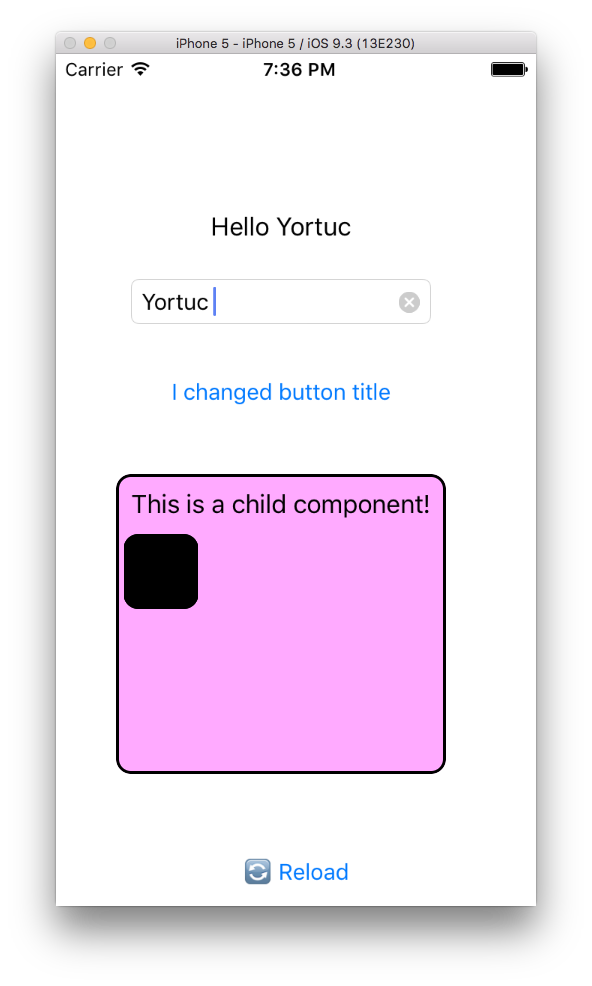 iPhone 5 - iPhone 5 / iOS 9.3 (13E230)
Carrier 7:36 PM
Hello Yortuc
Yortuc
I changed button title
This is a child component!
Reload